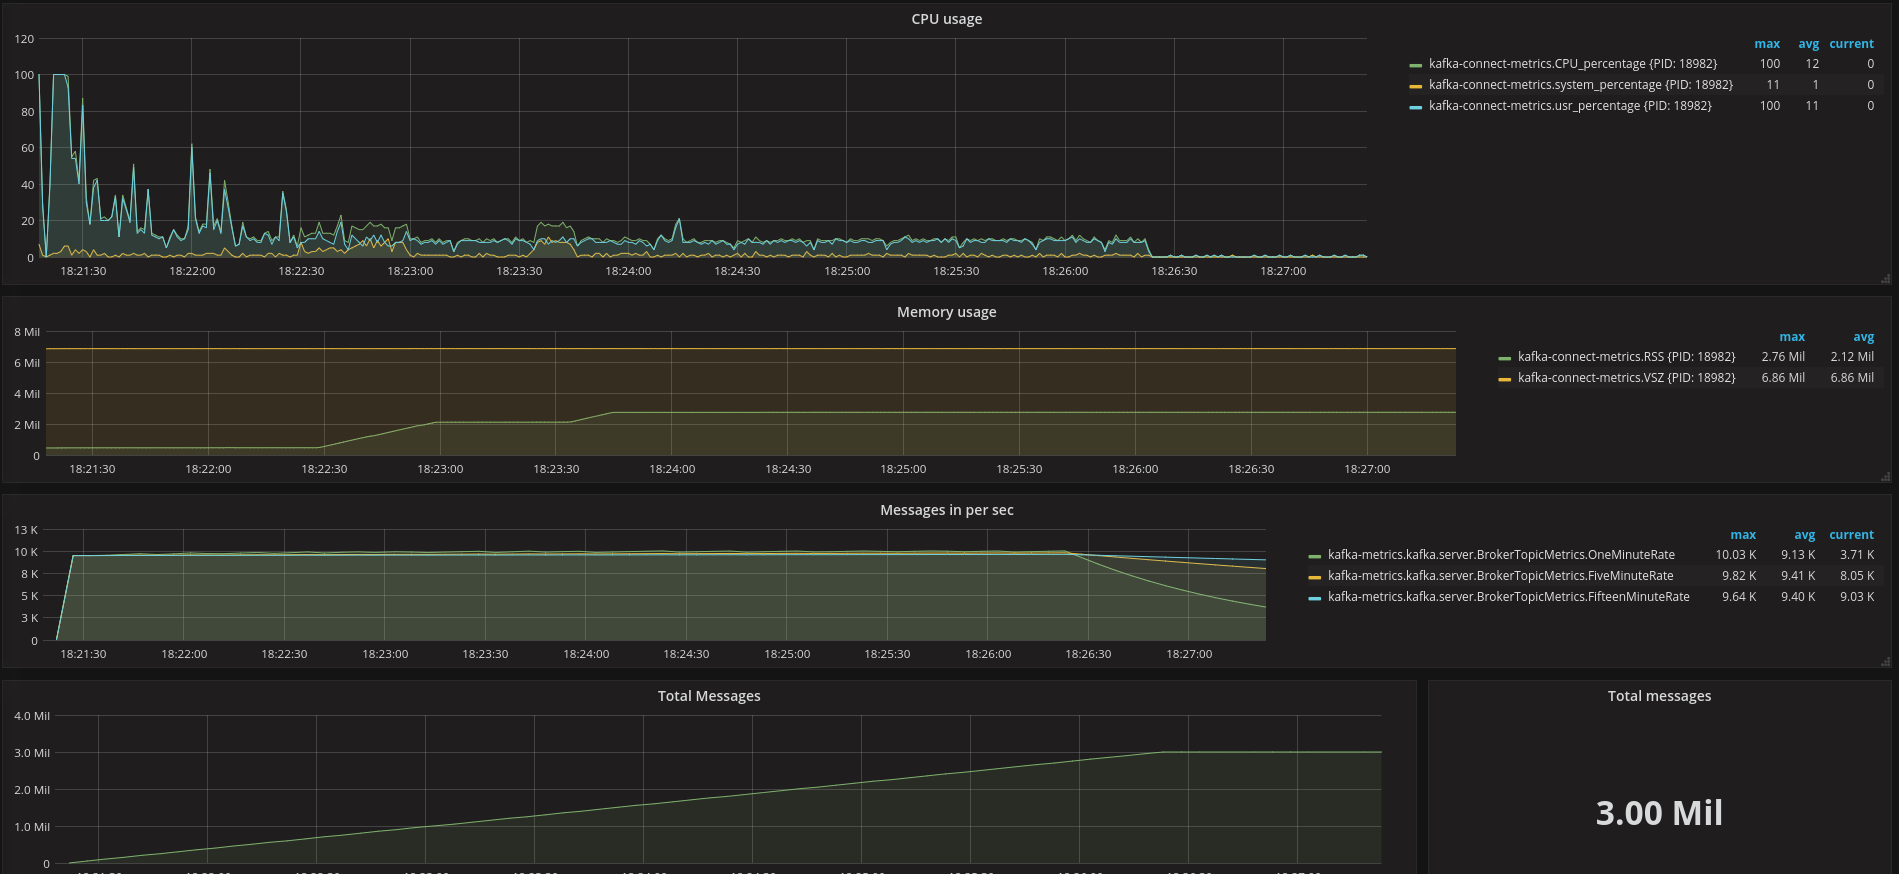 CPU usage
120
100
80
60
40
20
0
18:21:30 18:22:00 18:22:30 18:23:00 18:23:30 18:24:00 18:24:30 18:25:00 18:25:30 18:26:00 18:26:30 18:27:00
max avg current
kafka-connect-metrics.CPU_percentage {PID: 18982} 100 12 0
kafka-connect-metrics.system_percentage {PID: 18982} 11 1 0
kafka-connect-metrics.usr_percentage {PID: 18982} 100 11 0
Memory usage
8 Mil
6 Mil
4 Mil
2 Mil
0
18:21:30 18:22:00 18:22:30 18:23:00 18:23:30 18:24:00 18:24:30 18:25:00 18:25:30 18:26:00 18:26:30 18:27:00
max avg
kafka-connect-metrics.RSS {PID: 18982} 2.76 Mil 2.12 Mil
kafka-connect-metrics.VSZ {PID: 18982} 6.86 Mil 6.86 Mil
Messages in per sec
13 K
10 K
8 K
5 K
3 K
0
18:21:30 18:22:00 18:22:30 18:23:00 18:23:30 18:24:00 18:24:30 18:25:00 18:25:30 18:26:00 18:26:30 18:27:00
max avg current
kafka-metrics.kafka.server.BrokerTopicMetrics.OneMinuteRate 10.03 K 9.13 K 3.71 K
kafka-metrics.kafka.server.BrokerTopicMetrics.FiveMinuteRate 9.82 K 9.41 K 8.05 K
kafka-metrics.kafka.server.BrokerTopicMetrics.FifteenMinuteRate 9.64 K 9.40 K 9.03 K
Total Messages
4.0 Mil
3.0 Mil
2.0 Mil
1.0 Mil
0
Total messages
3.00 Mil